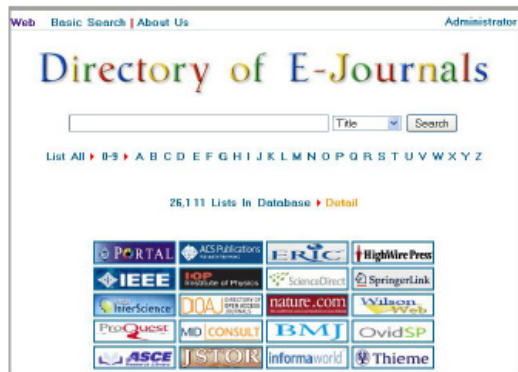 Web Basic Search | About Us Administrator
Directory of E-Journals
Title Search
List All 0-9 A B C D E F G H I J K L M N O P Q R S T U V W X Y Z
26,111 Lists In Database Detail
PORTAL ACS Publications ERIC HighWire Press
IEEE IOP Institute of Physics ScienceDirect SpringerLink
InterScience DOAJ DIRECTORY OF OPEN ACCESS JOURNALS nature.com Wilson Web
ProQuest MD CONSULT BMJ OvidSP
ASCE JSTOR informaworld Thieme